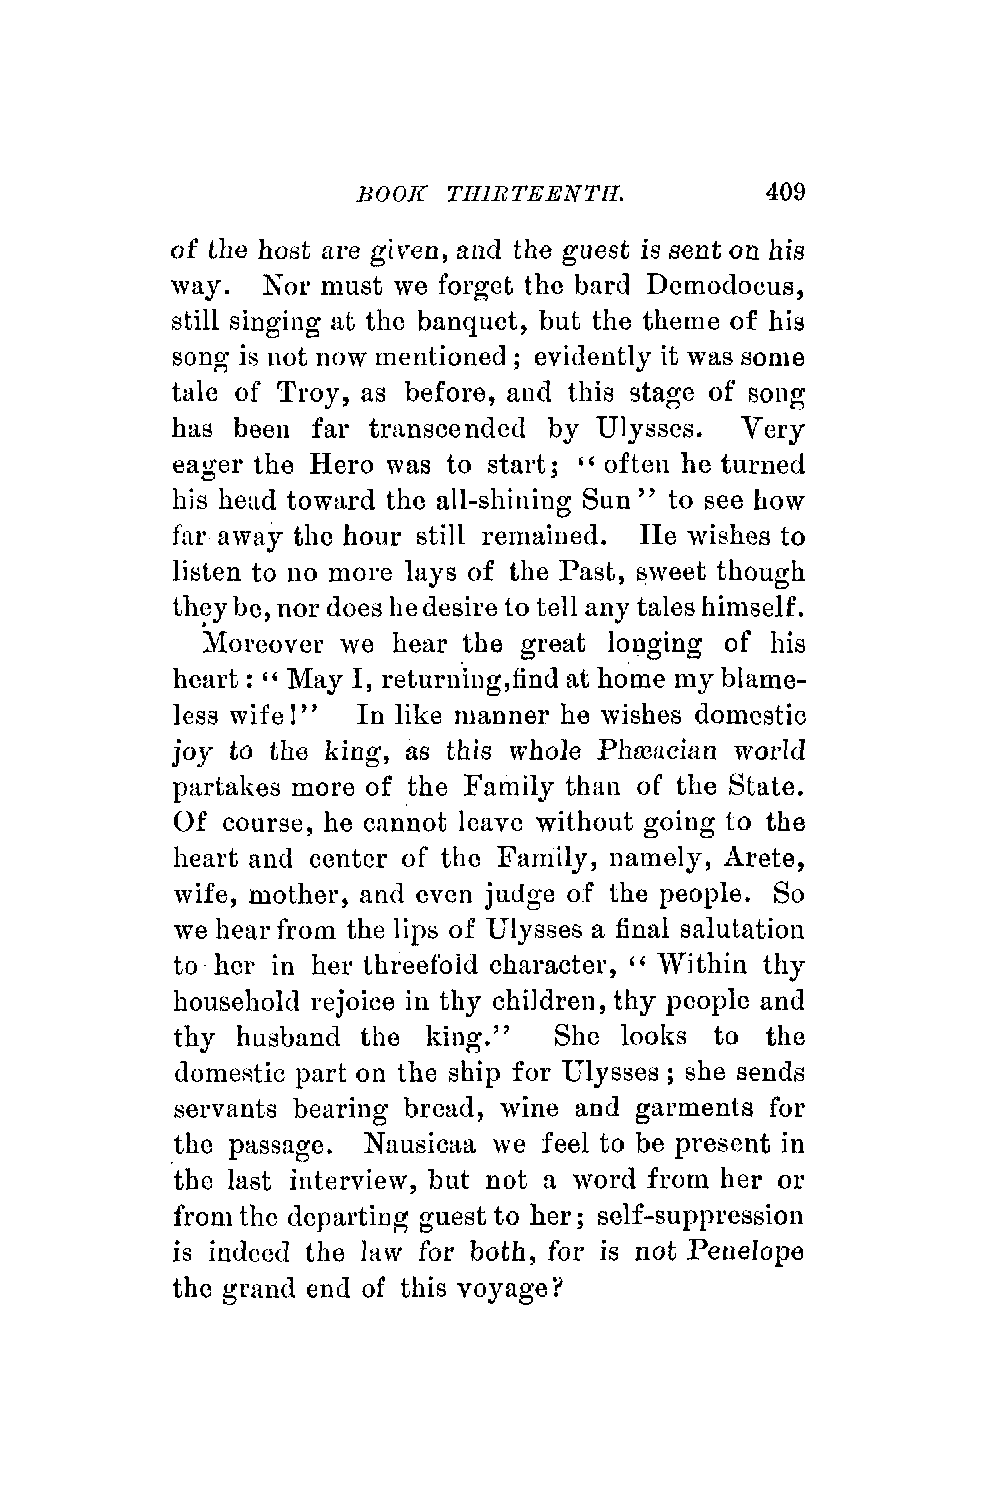 BOOK THIRTEENTH. 409
of the host are given, and the guest is sent on his
way. Nor must we forget the bard Demodocus,
still singing at the banquet, but the theme of his
song is not now mentioned; evidently it was some
tale of Troy, as before, and this stage of song
has been far transcended by Ulysses. Very
eager the Hero was to start; "often he turned
his head toward the all-shining Sun" to see how
far away the hour still remained. He wishes to
listen to no more lays of the Past, sweet though
they be, nor does he desire to tell any tales himself.
Moreover we hear the great longing of his
heart: "May I, returning, find at home my blame-
less wife!" In like manner he wishes domestic
joy to the king, as this whole Phæacian world
partakes more of the Family than of the State.
Of course, he cannot leave without going to the
heart and center of the Family, namely, Arete,
wife, mother, and even judge of the people. So
we hear from the lips of Ulysses a final salutation
to her in her threefold character, "Within thy
household rejoice in thy children, thy people and
thy husband the king." She looks to the
domestic part on the ship for Ulysses; she sends
servants bearing bread, wine and garments for
the passage. Nausicaa we feel to be present in
the last interview, but not a word from her or
from the departing guest to her; self-suppression
is indeed the law for both, for is not Penelope
the grand end of this voyage?